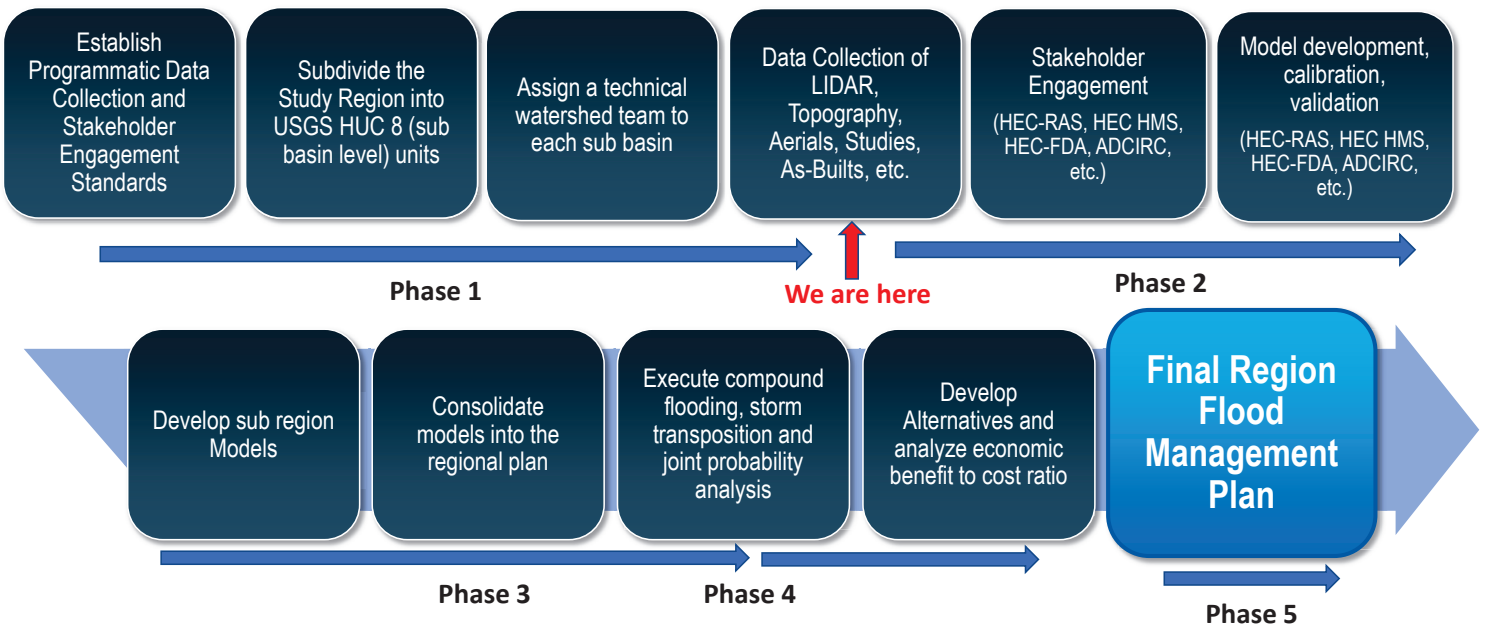 Establish
Programmatic Data
Collection and
Stakeholder
Engagement
Standards
Subdivide the
Study Region into
USGS HUC 8 (sub
basin level) units
Assign a technical
watershed team to
each sub basin
Data Collection of
LIDAR,
Topography,
Aerials, Studies,
As-Builts, etc.
Stakeholder
Engagement
(HEC-RAS, HEC HMS,
HEC-FDA, ADCIRC,
etc.)
Model development,
calibration,
validation
(HEC-RAS, HEC HMS,
HEC-FDA, ADCIRC,
etc.)
Phase 1
We are here
Phase 2
Develop sub region
Models
Consolidate
models into the
regional plan
Execute compound
flooding, storm
transposition and
joint probability
analysis
Develop
Alternatives and
analyze economic
benefit to cost ratio
Final Region
Flood
Management
Plan
Phase 3
Phase 4
Phase 5